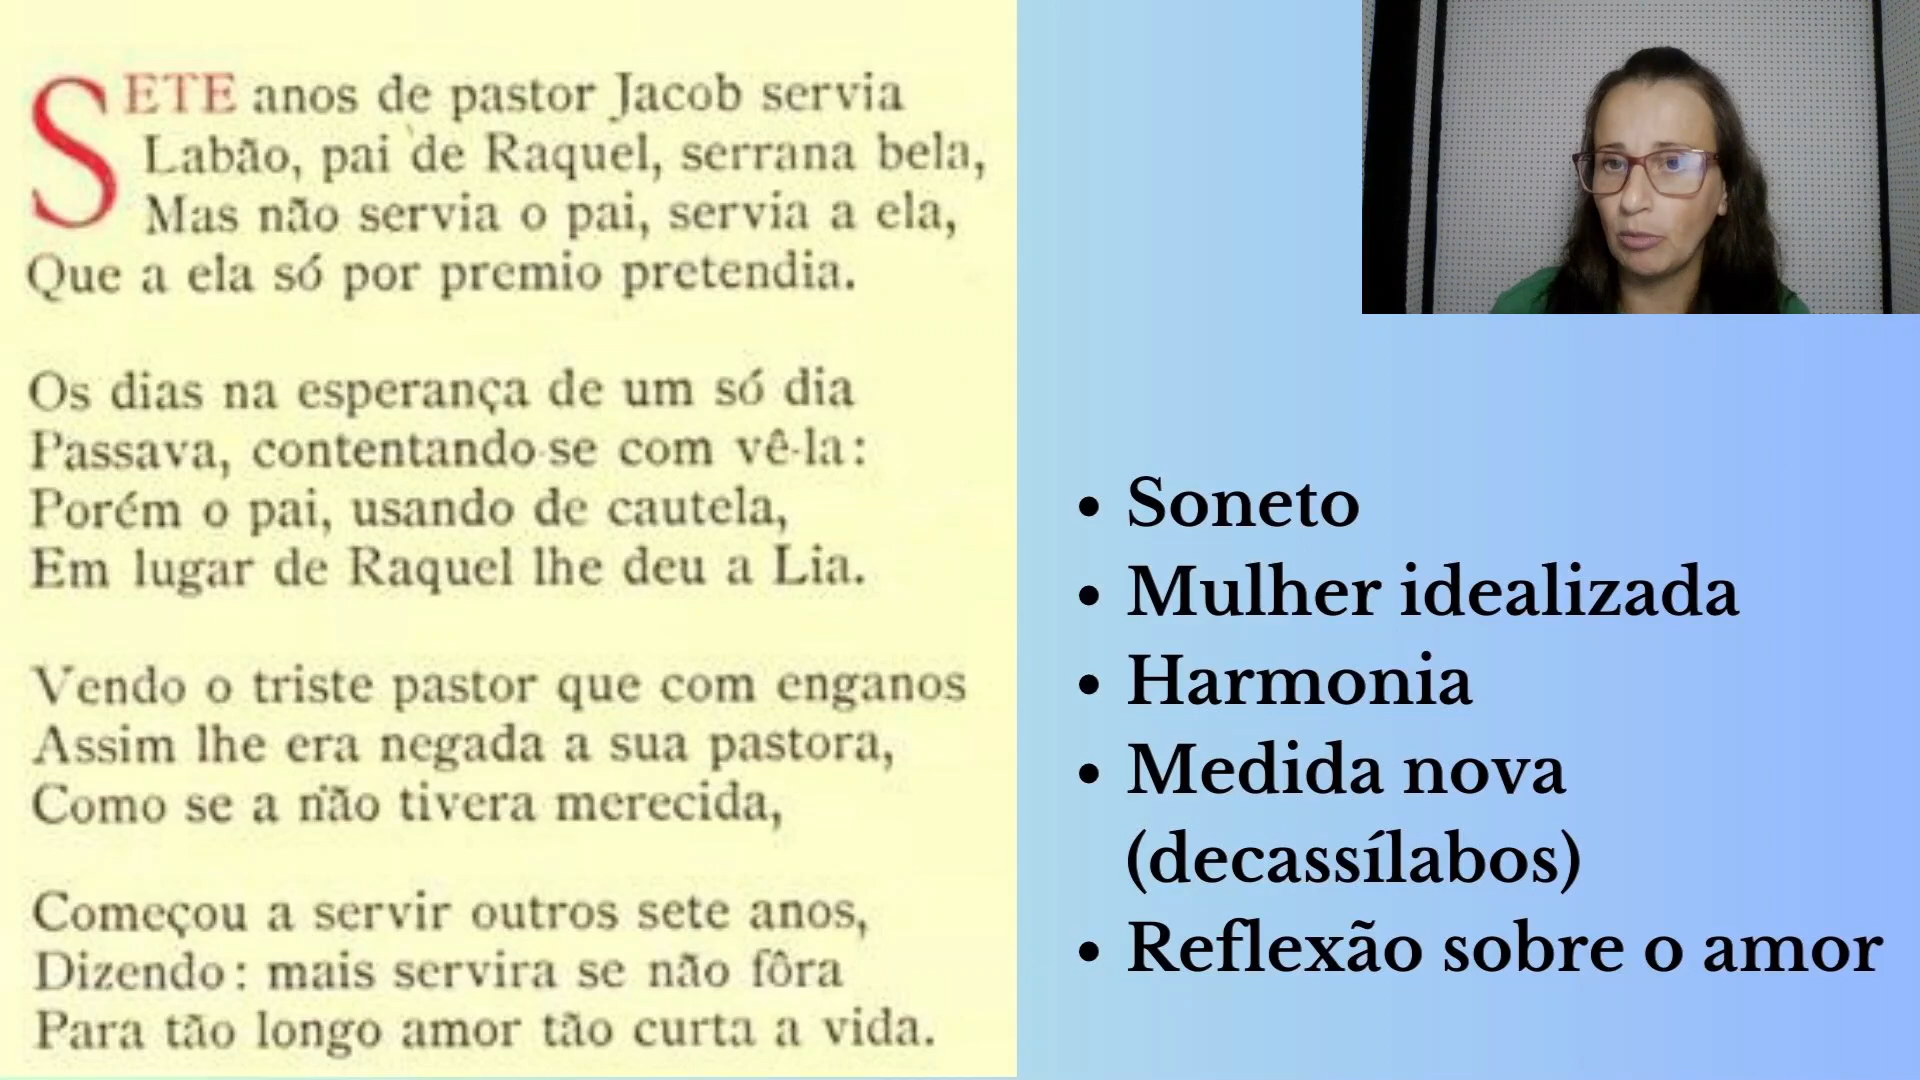 SETE anos de pastor Jacob servia
Labão, pai de Raquel, serrana bela,
Mas não servia o pai, servia a ela,
Que a ela só por premio pretendia.
Os dias na esperança de um só dia
Passava, contentando-se com vê-la:
Porém o pai, usando de cautela,
Em lugar de Raquel lhe deu a Lia.
Vendo o triste pastor que com enganos
Assim lhe era negada a sua pastora,
Como se a não tivera merecida,
Começou a servir outros sete anos,
Dizendo: mais servira se não fôra
Para tão longo amor tão curta a vida.
• Soneto
• Mulher idealizada
• Harmonia
• Medida nova
(decassílabos)
• Reflexão sobre o amor